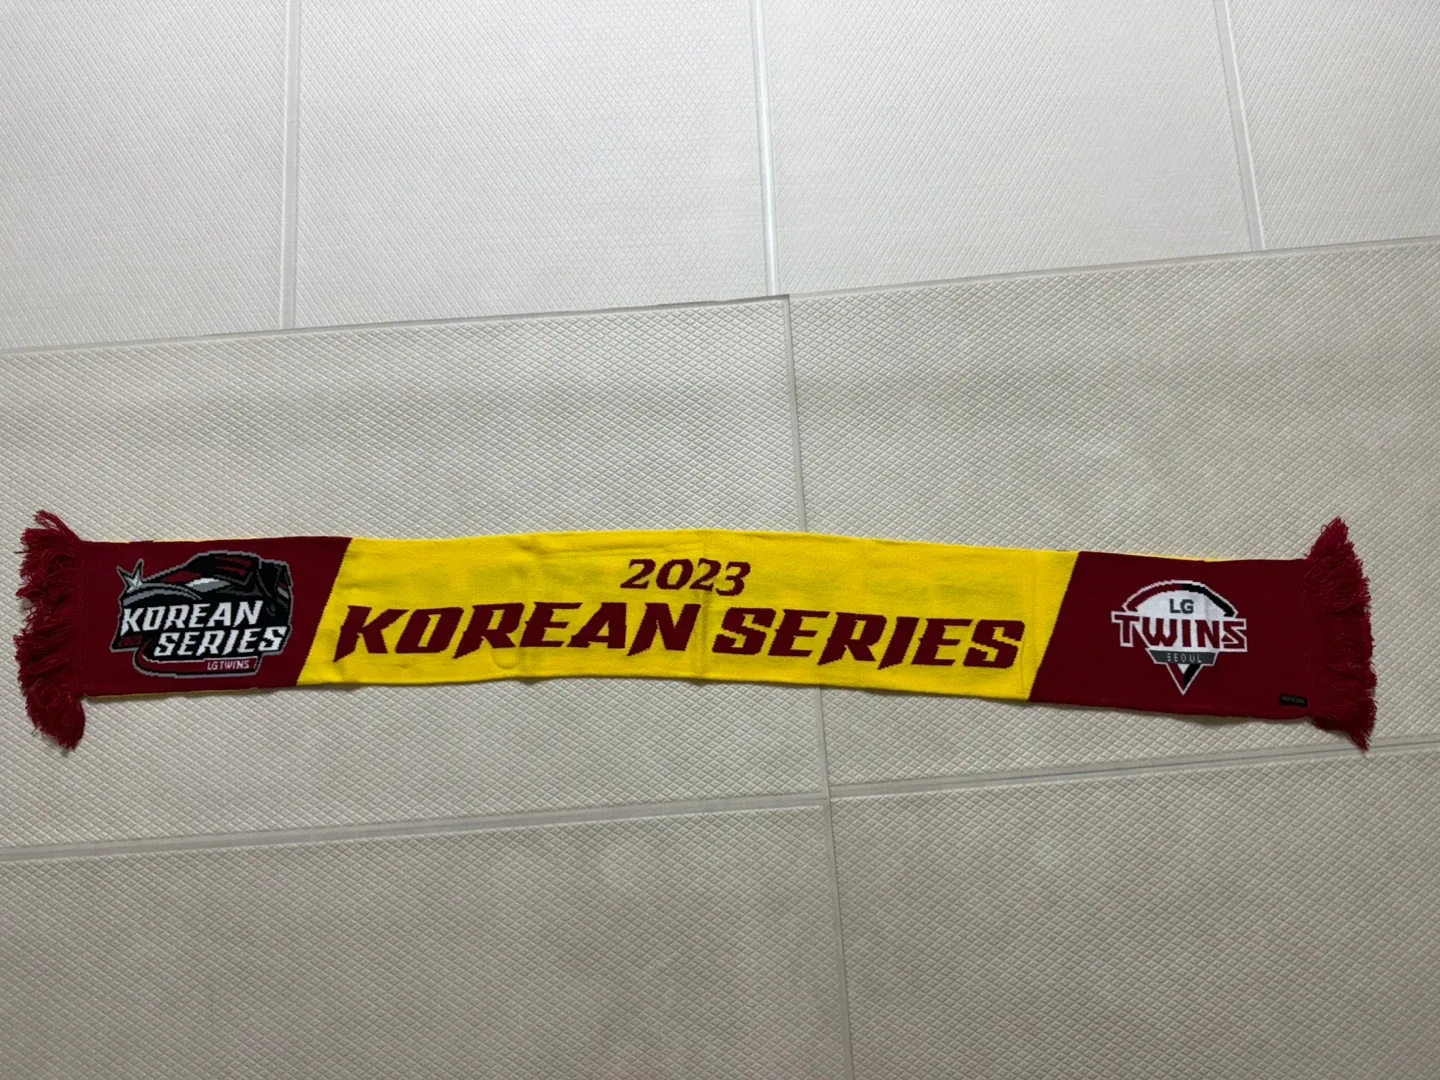 KOREAN
SERIES
LG TWINS
2023
KOREAN SERIES
LG
TWINS
SEOUL